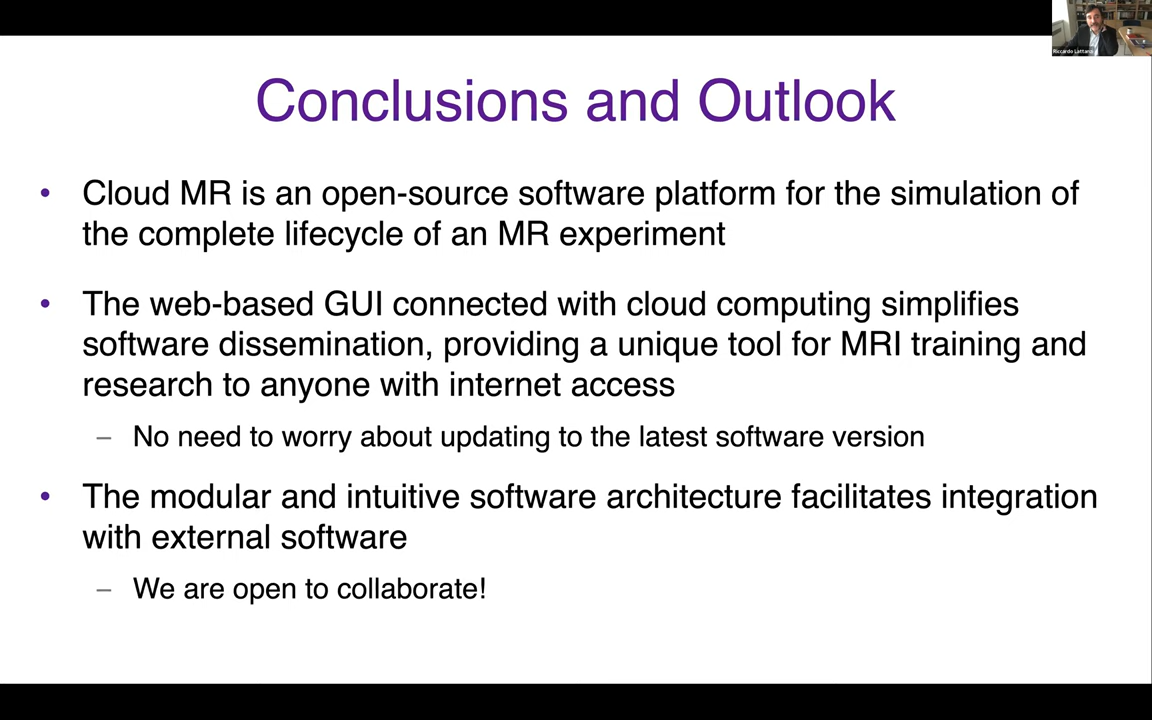 Riccardo Lattanzi
Conclusions and Outlook
• Cloud MR is an open-source software platform for the simulation of
the complete lifecycle of an MR experiment
• The web-based GUI connected with cloud computing simplifies
software dissemination, providing a unique tool for MRI training and
research to anyone with internet access
– No need to worry about updating to the latest software version
• The modular and intuitive software architecture facilitates integration
with external software
– We are open to collaborate!